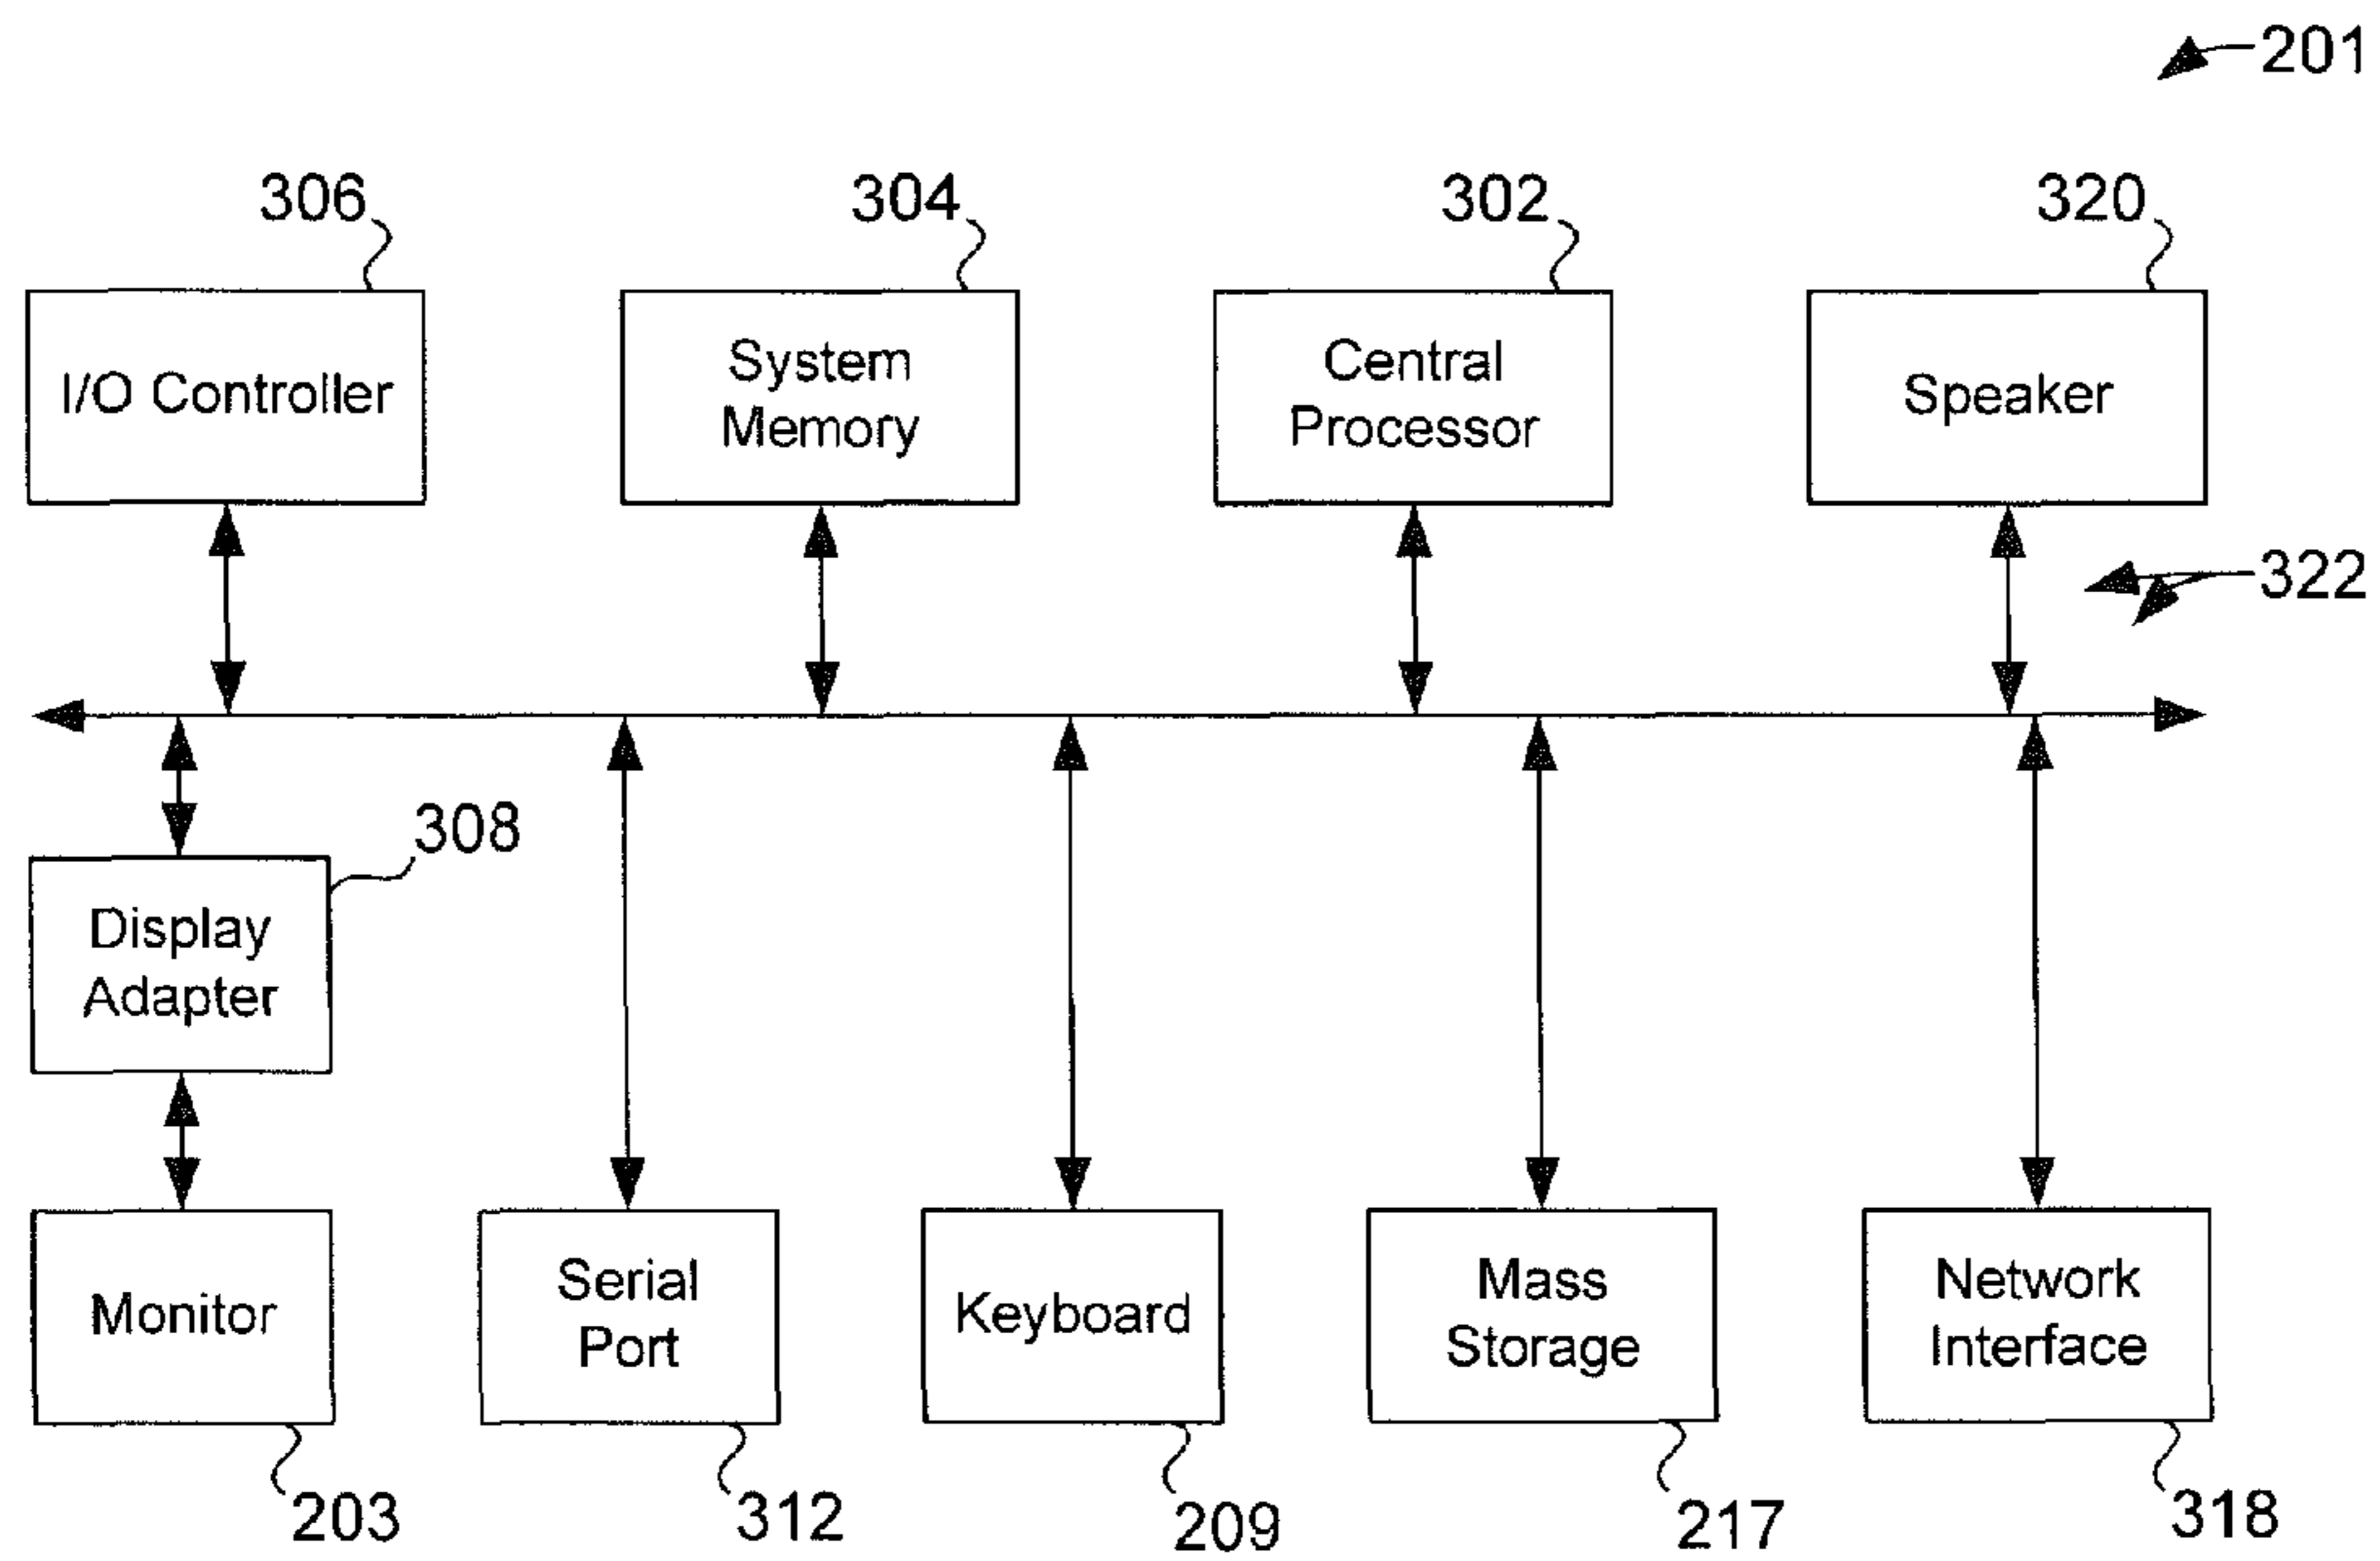 201
306
304
302
320
I/O Controller
System
Memory
Central
Processor
Speaker
322
308
Display
Adapter
Monitor
Serial
Port
Keyboard
Mass
Storage
Network
Interface
203
312
209
217
318